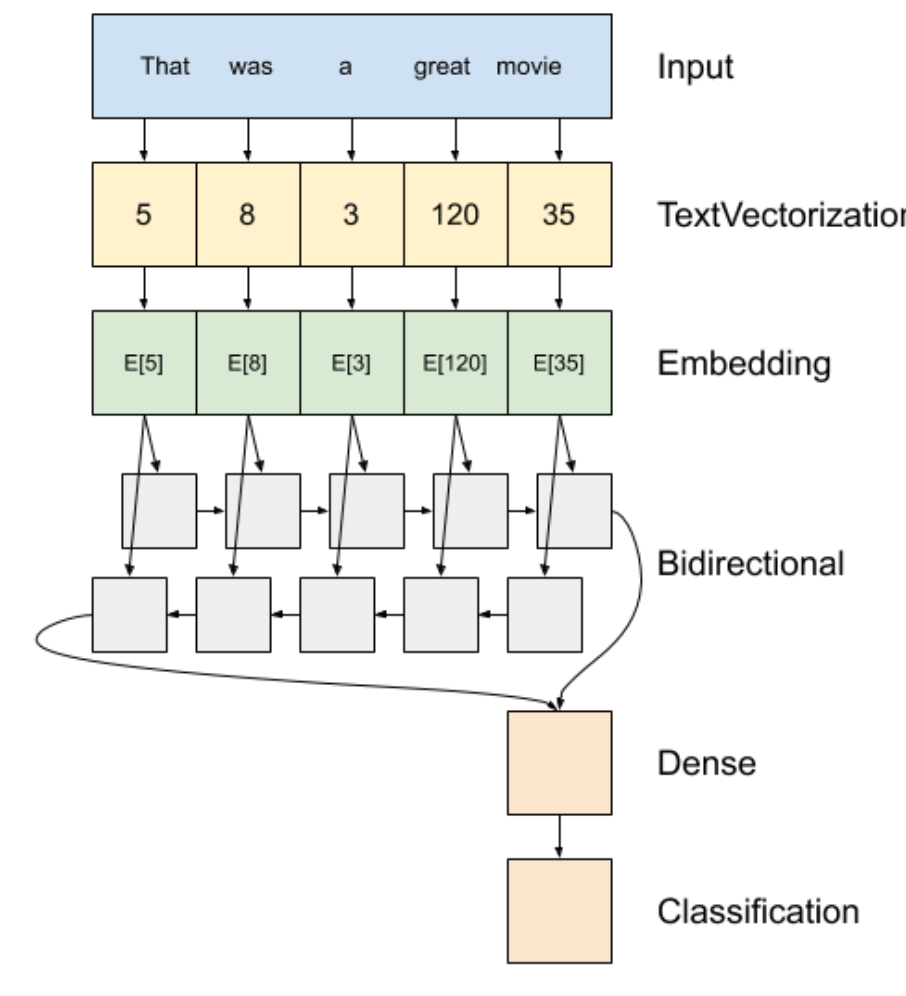 That was a great movie Input
5 8 3 120 35 TextVectorization
E[5] E[8] E[3] E[120] E[35] Embedding
Bidirectional
Dense
Classification